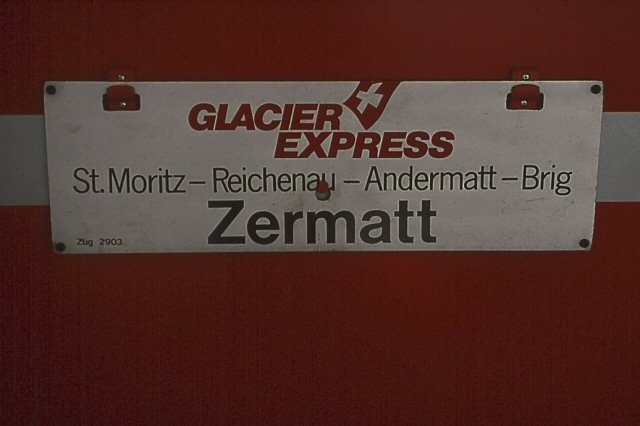 GLACIER
EXPRESS
St. Moritz – Reichenau – Andermatt – Brig
Zermatt
Zug 2903